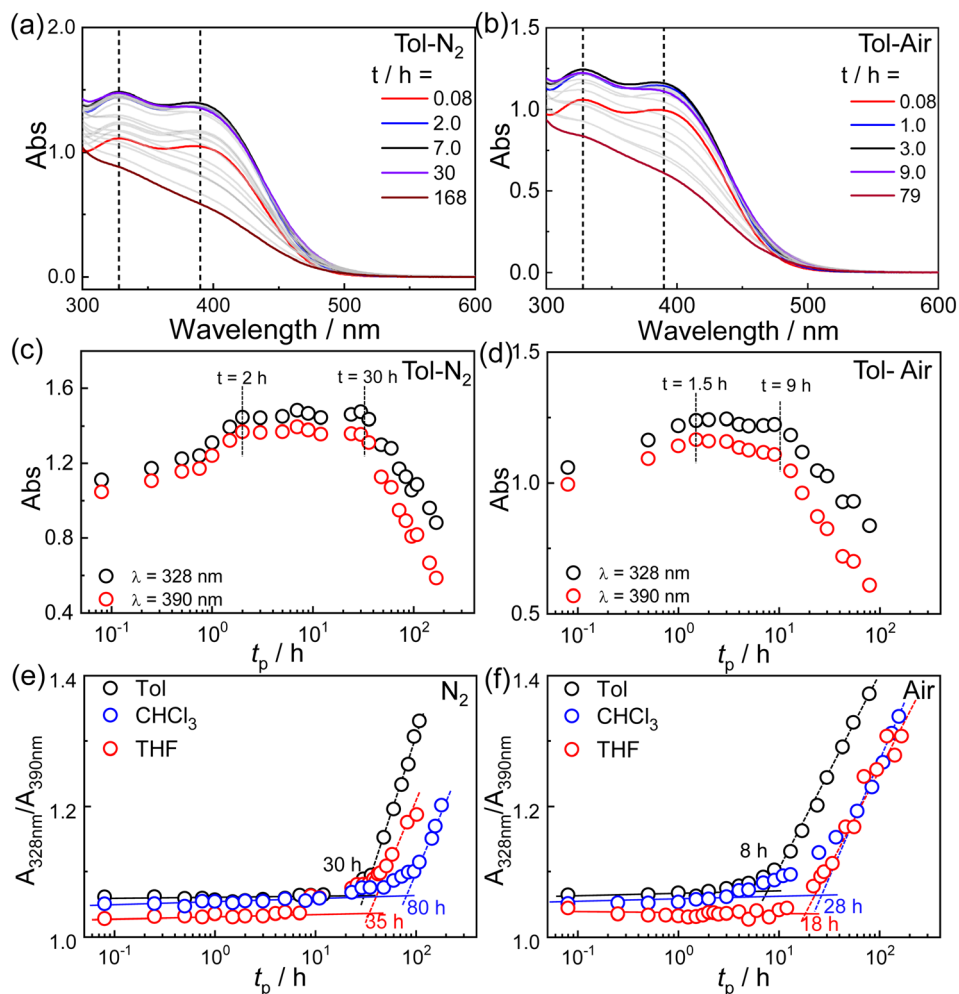 (a)
2.0
1.0
0.0
Abs
Tol-N₂
t / h =
0.08
2.0
7.0
30
168
300 400 500 600
Wavelength / nm
(b)
1.5
1.0
0.5
0.0
Abs
Tol-Air
t / h =
0.08
1.0
3.0
9.0
79
300 400 500 600
Wavelength / nm
(c)
1.6
1.2
0.8
0.4
Abs
Tol-N₂
t = 2 h
t = 30 h
λ = 328 nm
λ = 390 nm
10⁻¹ 10⁰ 10¹ 10²
tₚ / h
(d)
1.5
1.0
0.5
Abs
Tol- Air
t = 1.5 h
t = 9 h
λ = 328 nm
λ = 390 nm
10⁻¹ 10⁰ 10¹ 10²
tₚ / h
(e)
1.4
1.2
1.0
A328nm/A390nm
Tol
CHCl₃
THF
N₂
30 h
35 h
80 h
10⁻¹ 10⁰ 10¹ 10²
tₚ / h
(f)
1.4
1.2
1.0
A328nm/A390nm
Tol
CHCl₃
THF
Air
8 h
28 h
18 h
10⁻¹ 10⁰ 10¹ 10²
tₚ / h